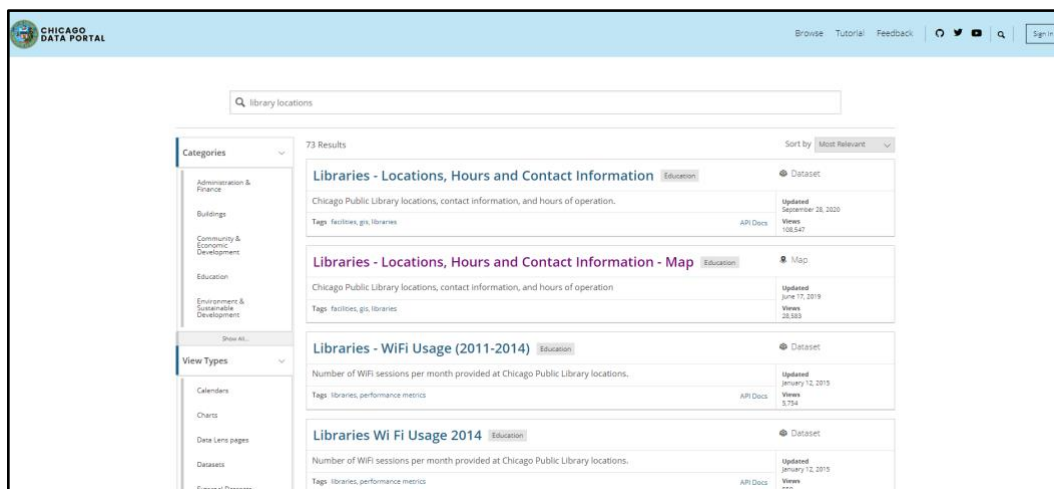 CHICAGO
DATA PORTAL
Browse Tutorial Feedback
Sign In
library locations
Categories
Administration &
Finance
Buildings
Community &
Economic
Development
Education
Environment &
Sustainable
Development
Show All...
View Types
Calendars
Charts
Data Lens pages
Datasets
External Datasets
73 Results
Sort by Most Relevant
Libraries - Locations, Hours and Contact Information Education
Dataset
Chicago Public Library locations, contact information, and hours of operation.
Updated
September 28, 2020
Tags facilities, gis, libraries
API Docs
Views
108,547
Libraries - Locations, Hours and Contact Information - Map Education
Map
Chicago Public Library locations, contact information, and hours of operation
Updated
June 17, 2019
Tags facilities, gis, libraries
Views
28,563
Libraries - WiFi Usage (2011-2014) Education
Dataset
Number of WiFi sessions per month provided at Chicago Public Library locations.
Updated
January 12, 2015
Tags libraries, performance metrics
API Docs
Views
3,754
Libraries Wi Fi Usage 2014 Education
Dataset
Number of WiFi sessions per month provided at Chicago Public Library locations.
Updated
January 12, 2015
Tags libraries, performance metrics
API Docs
Views